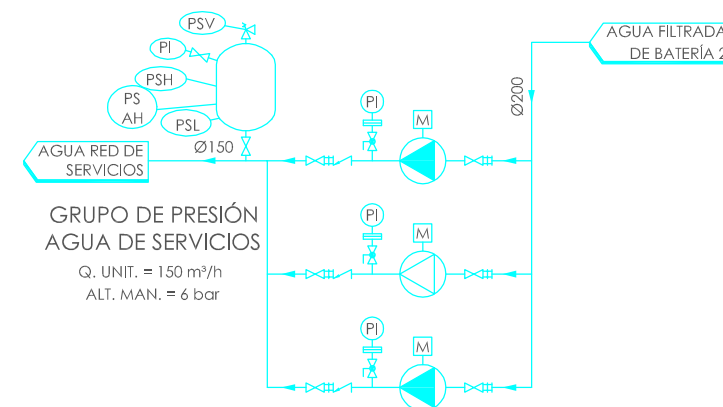 PSV
PI
PSH
PS
AH
PSL
Ø150
AGUA RED DE
SERVICIOS
GRUPO DE PRESIÓN
AGUA DE SERVICIOS
Q. UNIT. = 150 m³/h
ALT. MAN. = 6 bar
AGUA FILTRADA
DE BATERÍA 2
Ø200
PI
M
PI
M
PI
M